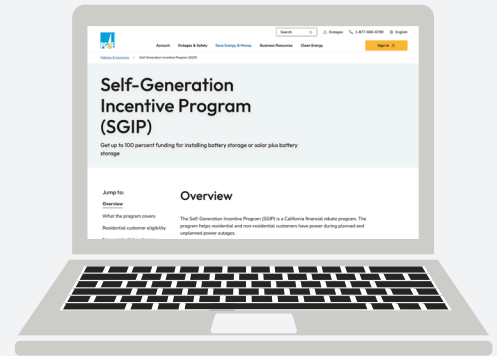 Search
Outages
1-877-660-6789
English
Account
Outages & Safety
Save Energy & Money
Business Resources
Clean Energy
Sign In
Rebates & Incentives > Self-Generation Incentive Program (SGIP)
Self-Generation
Incentive Program
(SGIP)
Get up to 100 percent funding for installing battery storage or solar plus battery
storage
Jump to:
Overview
What the program covers
Residential customer eligibility
Overview
The Self-Generation Incentive Program (SGIP) is a California financial rebate program. The
program helps residential and non-residential customers have power during planned and
unplanned power outages.